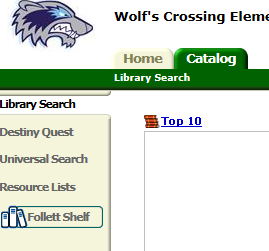 Wolf's Crossing Eleme
Home Catalog
Library Search
Library Search
Destiny Quest
Universal Search
Resource Lists
Follett Shelf
Top 10